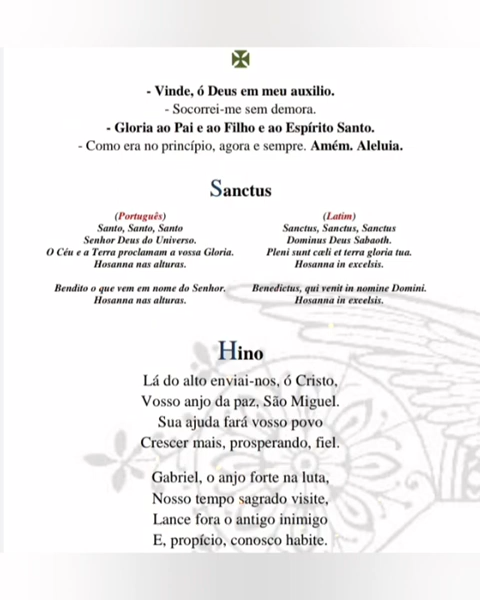 - Vinde, ó Deus em meu auxilio.
- Socorrei-me sem demora.
- Gloria ao Pai e ao Filho e ao Espírito Santo.
- Como era no princípio, agora e sempre. Amém. Aleluia.
Sanctus
(Português)
Santo, Santo, Santo
Senhor Deus do Universo.
O Céu e a Terra proclamam a vossa Gloria.
Hosanna nas alturas.
Bendito o que vem em nome do Senhor.
Hosanna nas alturas.
(Latim)
Sanctus, Sanctus, Sanctus
Dominus Deus Sabaoth.
Pleni sunt cæli et terra gloria tua.
Hosanna in excelsis.
Benedictus, qui venit in nomine Domini.
Hosanna in excelsis.
Hino
Lá do alto enviai-nos, ó Cristo,
Vosso anjo da paz, São Miguel.
Sua ajuda fará vosso povo
Crescer mais, prosperando, fiel.
Gabriel, o anjo forte na luta,
Nosso tempo sagrado visite,
Lance fora o antigo inimigo
E, propício, conosco habite.